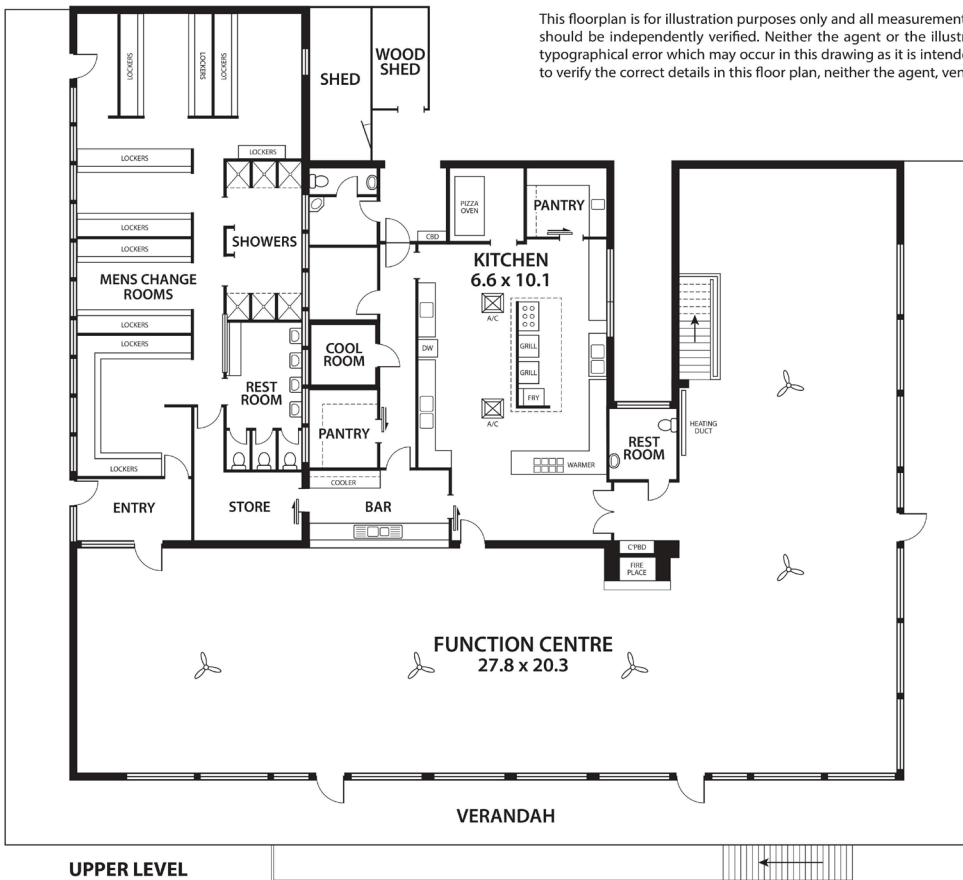 This floorplan is for illustration purposes only and all measurement
should be independently verified. Neither the agent or the illustr
typographical error which may occur in this drawing as it is intende
to verify the correct details in this floor plan, neither the agent, ven
LOCKERS
LOCKERS
LOCKERS
SHED
WOOD
SHED
LOCKERS
LOCKERS
PIZZA
OVEN
PANTRY
LOCKERS
SHOWERS
CBD
LOCKERS
MENS CHANGE
ROOMS
KITCHEN
6.6 x 10.1
A/C
LOCKERS
LOCKERS
COOL
ROOM
DW
GRILL
GRILL
FRY
REST
ROOM
A/C
PANTRY
HEATING
DUCT
REST
ROOM
LOCKERS
WARMER
COOLER
ENTRY
STORE
BAR
C'PBD
FIRE
PLACE
FUNCTION CENTRE
27.8 x 20.3
VERANDAH
UPPER LEVEL